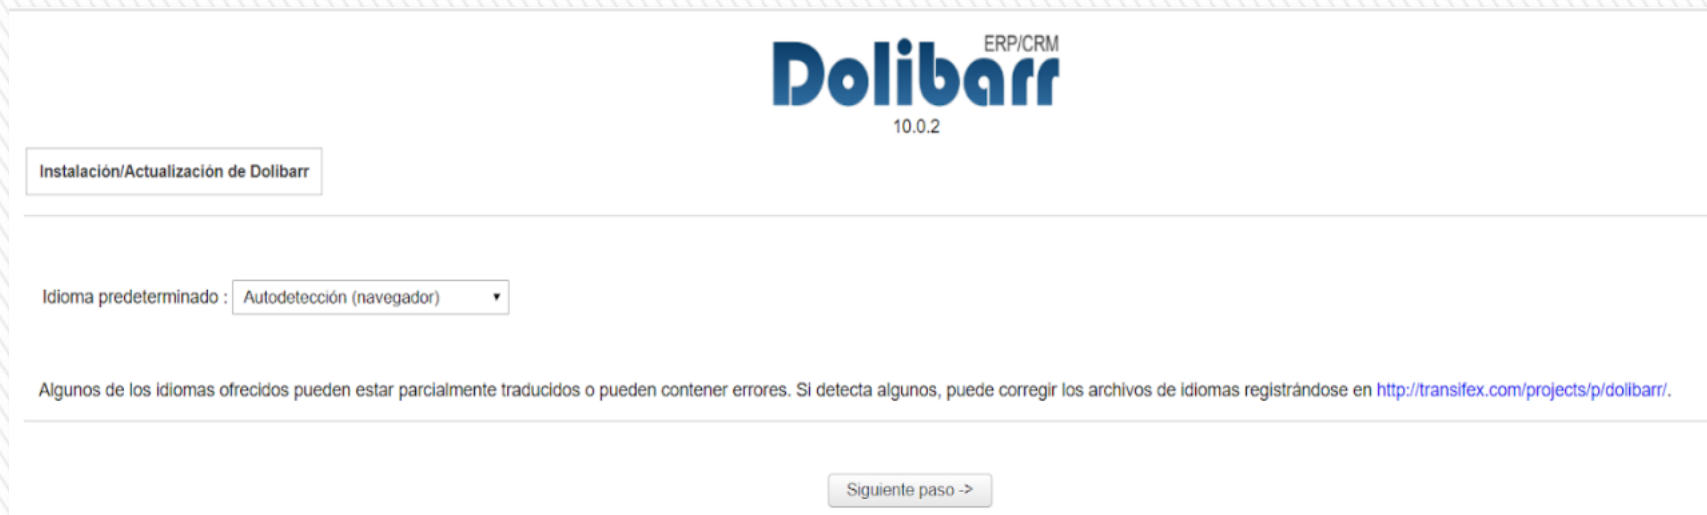 ERP/CRM
Dolibarr
10.0.2
Instalación/Actualización de Dolibarr
Idioma predeterminado : Autodetección (navegador)
Algunos de los idiomas ofrecidos pueden estar parcialmente traducidos o pueden contener errores. Si detecta algunos, puede corregir los archivos de idiomas registrándose en http://transifex.com/projects/p/dolibarr/.
Siguiente paso ->